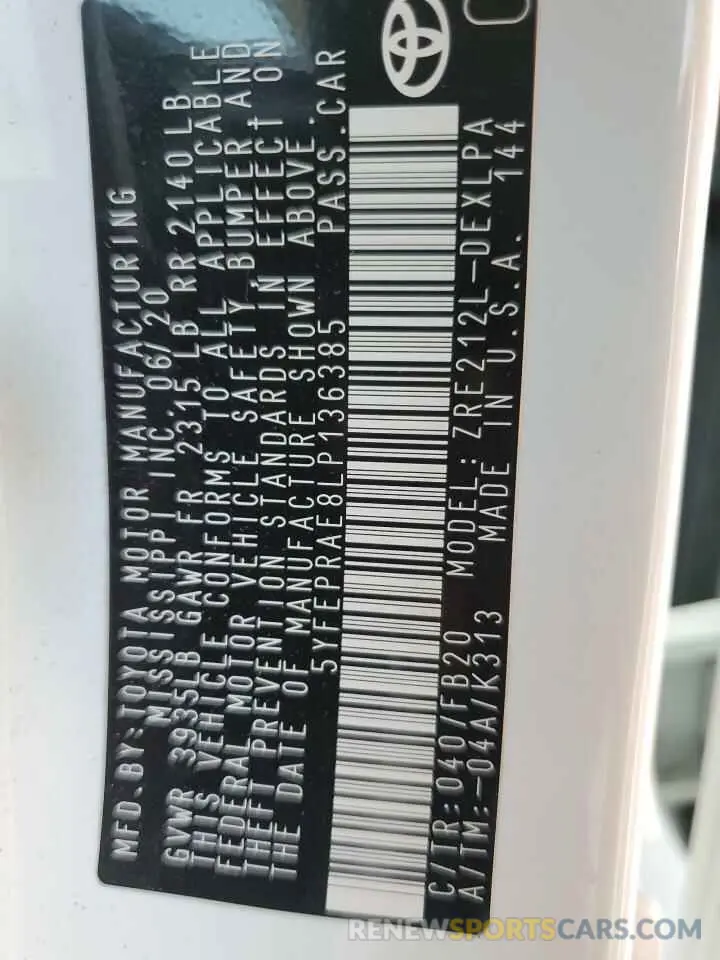 MFD.BY:TOYOTA MOTOR MANUFACTURING
MISSISSIPPI INC. 06/20
GVWR 3935LB GAWR FR 2315 LB RR 2140LB
THIS VEHICLE CONFORMS TO ALL APPLICABLE
FEDERAL MOTOR VEHICLE SAFETY BUMPER AND
THEFT PREVENTION STANDARDS IN EFFECT ON
THE DATE OF MANUFACTURE SHOWN ABOVE.
5YFEPRAE8LP136385 PASS.CAR
C/TR:040/FB20 MODEL:ZRE212L-DEXLPA
A/TM:-04A/K313 MADE IN U.S.A. 144
RENEWSPORTSCARS.COM